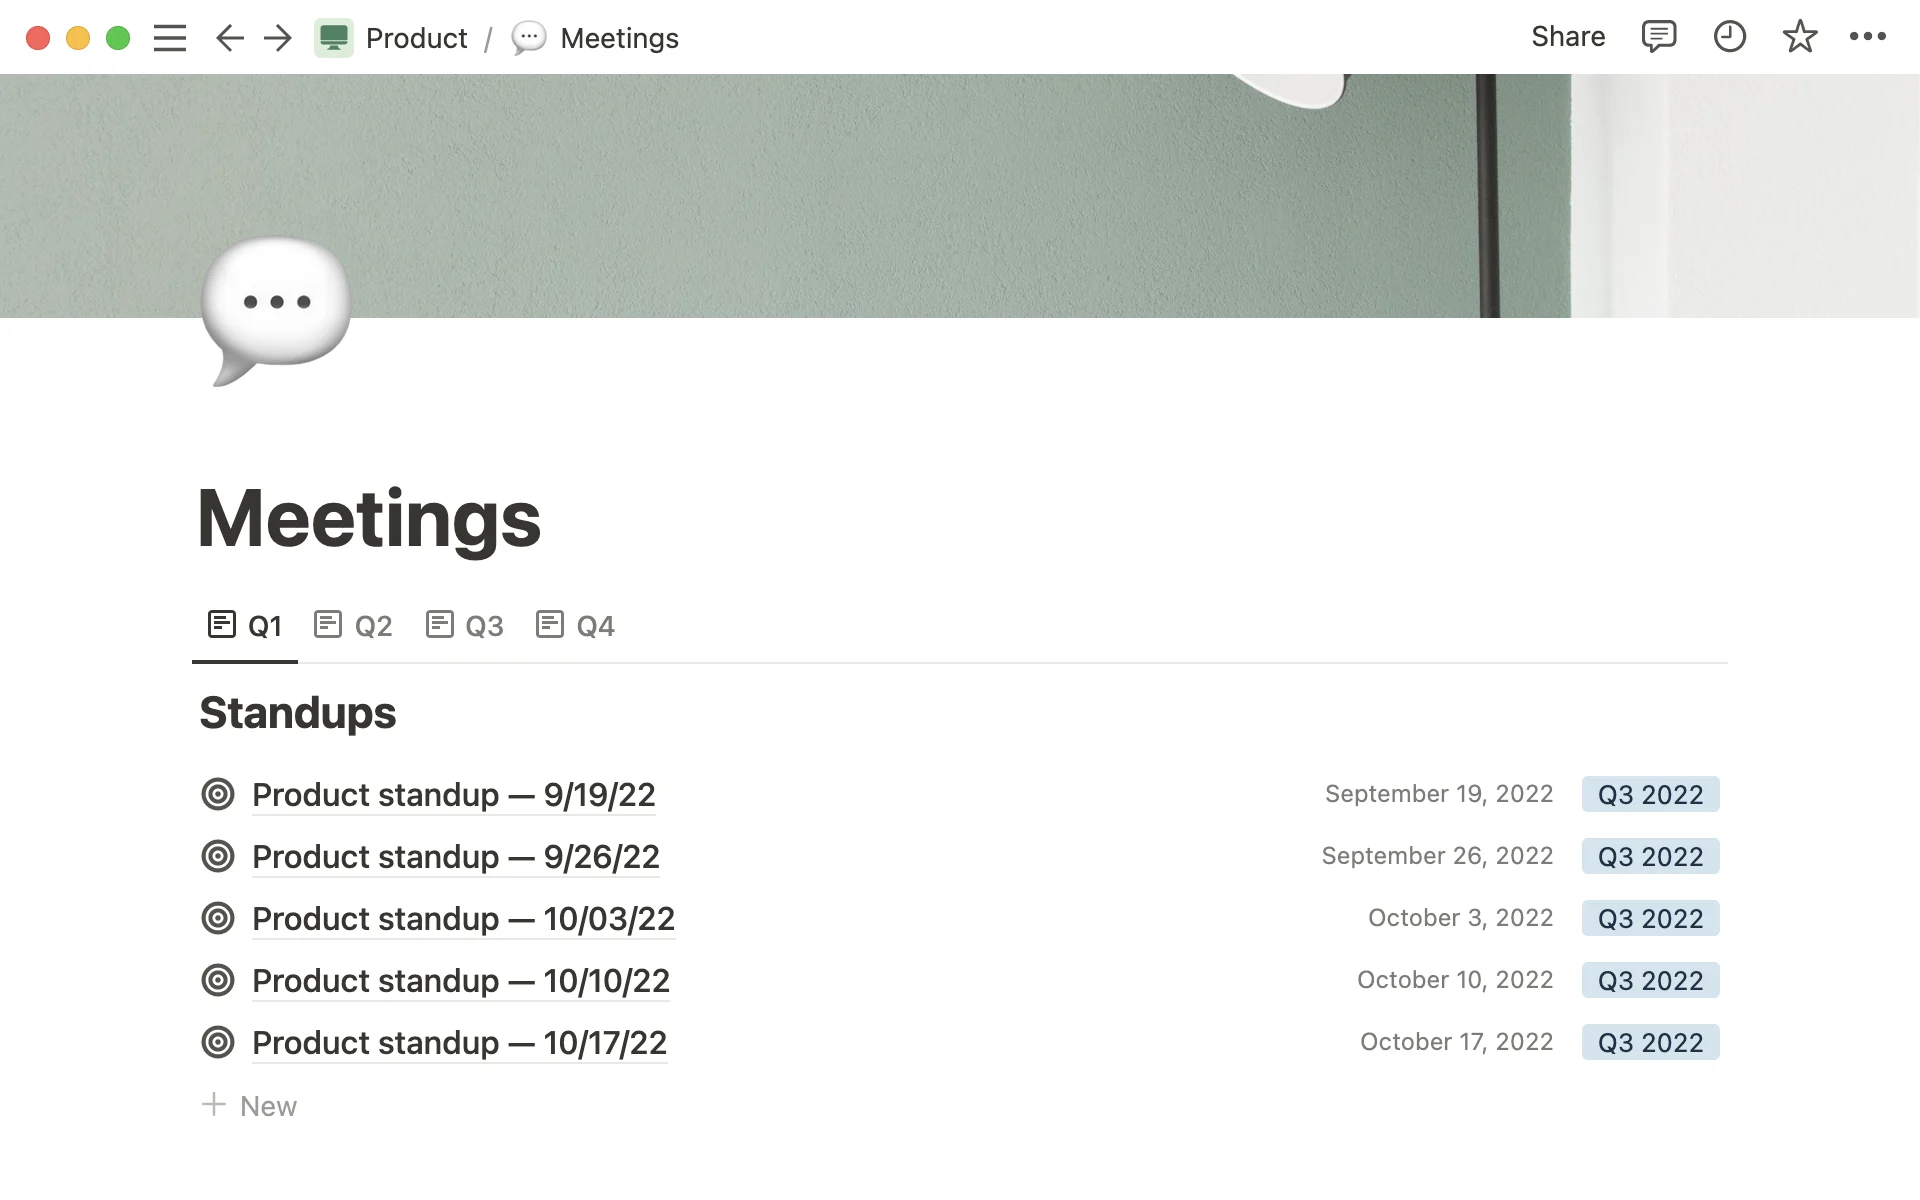 Product / Meetings
Share
Meetings
Q1 Q2 Q3 Q4
Standups
Product standup — 9/19/22 September 19, 2022 Q3 2022
Product standup — 9/26/22 September 26, 2022 Q3 2022
Product standup — 10/03/22 October 3, 2022 Q3 2022
Product standup — 10/10/22 October 10, 2022 Q3 2022
Product standup — 10/17/22 October 17, 2022 Q3 2022
+ New